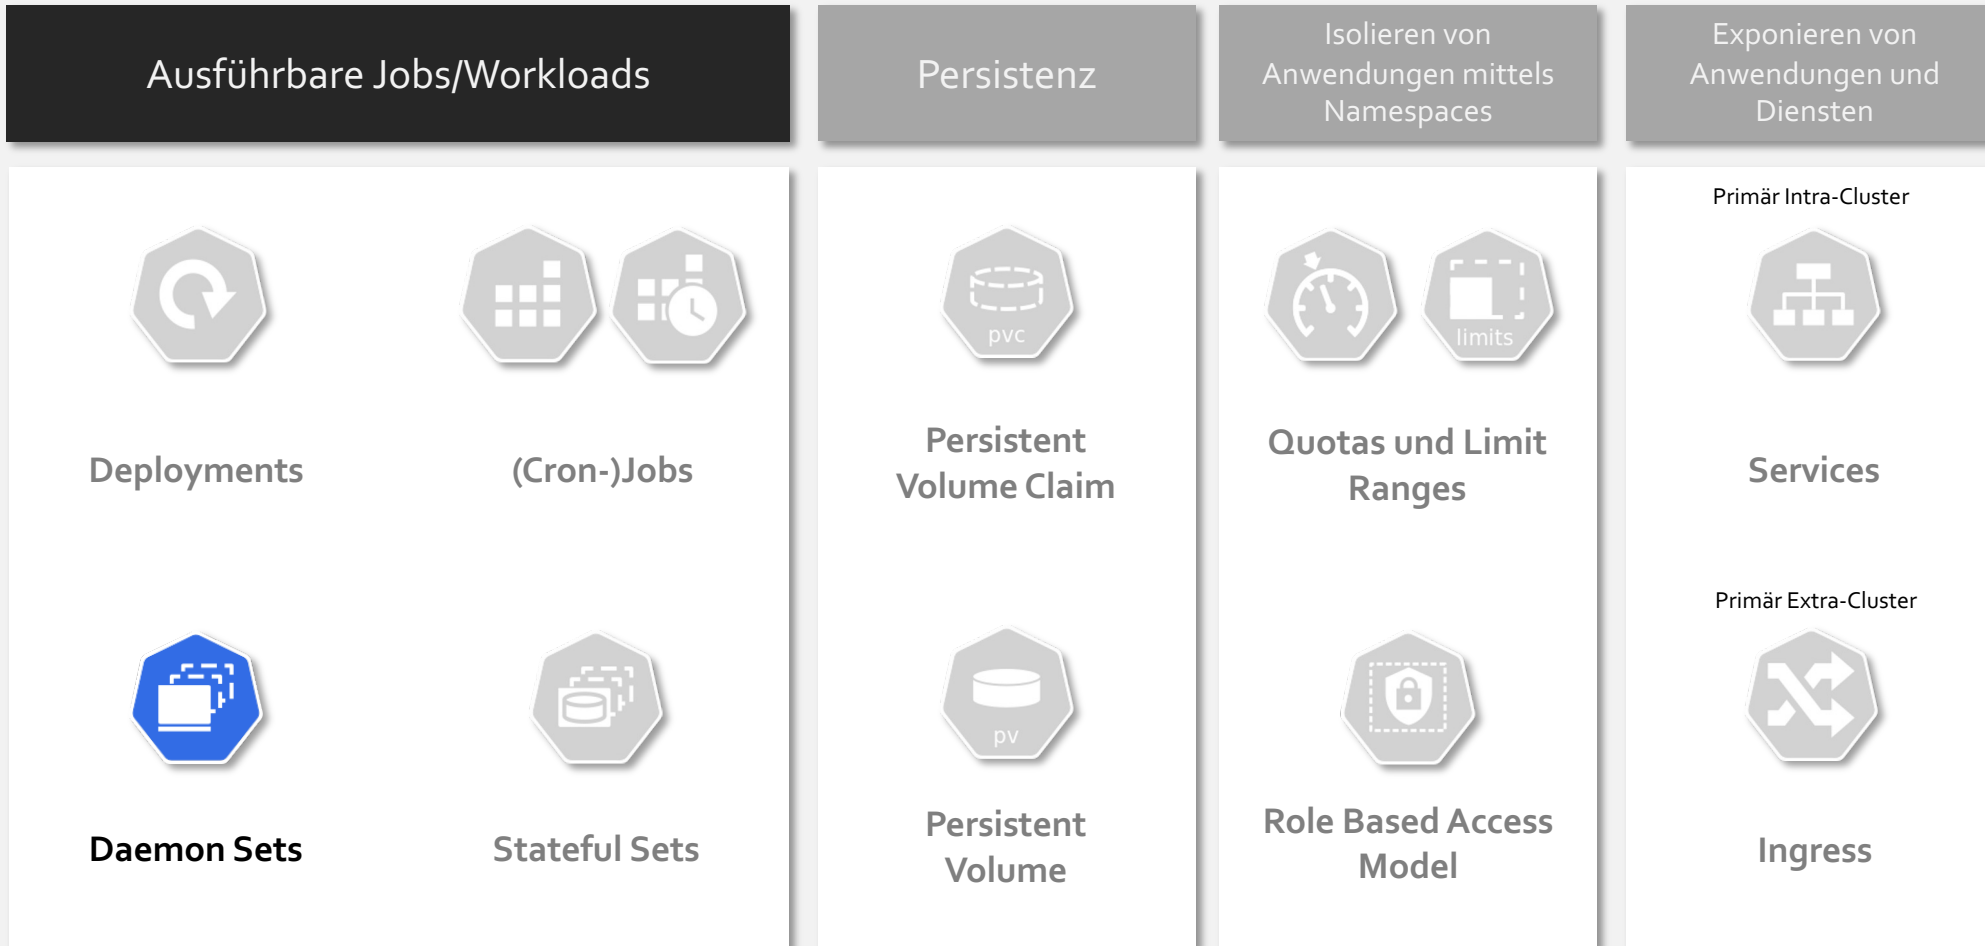 Ausführbare Jobs/Workloads
Persistenz
Isolieren von
Anwendungen mittels
Namespaces
Exponieren von
Anwendungen und
Diensten
Deployments
(Cron-)Jobs
Daemon Sets
Stateful Sets
pvc
Persistent
Volume Claim
pv
Persistent
Volume
limits
Quotas und Limit
Ranges
Role Based Access
Model
Primär Intra-Cluster
Services
Primär Extra-Cluster
Ingress